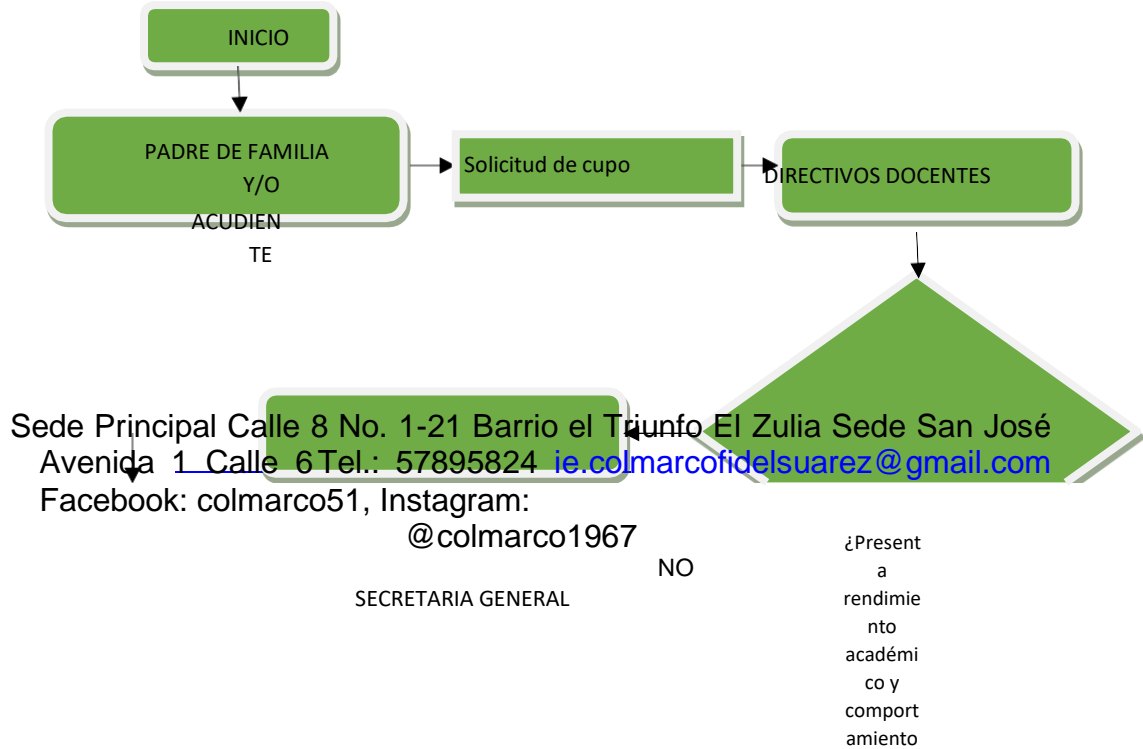 INICIO
PADRE DE FAMILIA
Y/O
ACUDIEN
TE
Solicitud de cupo
DIRECTIVOS DOCENTES
Sede Principal Calle 8 No. 1-21 Barrio el Triunfo El Zulia Sede San José
Avenida 1 Calle 6 Tel.: 57895824 ie.colmarcofidelsuarez@gmail.com
Facebook: colmarco51, Instagram:
@colmarco1967
NO
SECRETARIA GENERAL
¿Present
a
rendimie
nto
académi
co y
comport
amiento